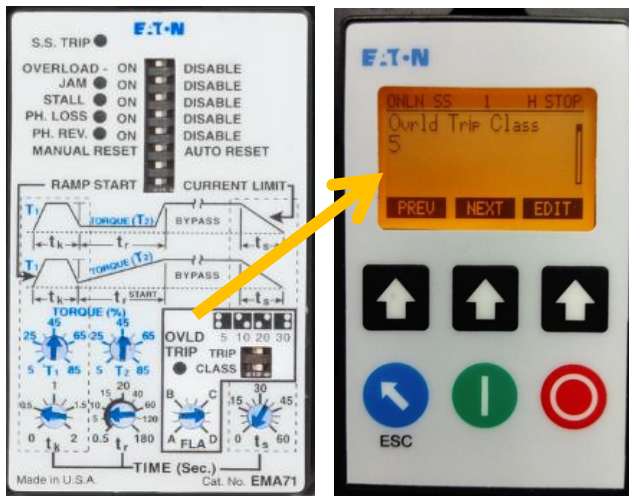 E·T·N
S.S. TRIP
OVERLOAD - ON DISABLE
JAM ON DISABLE
STALL ON DISABLE
PH. LOSS ON DISABLE
PH. REV. ON DISABLE
MANUAL RESET AUTO RESET
RAMP START CURRENT LIMIT
T1 TORQUE (T2) BYPASS
tk tr ts
T1 TORQUE (T2) BYPASS
tk tr START ts
TORQUE (%)
45 45
25 65 25 65
5 T1 85 5 T2 85
OVLD TRIP
5 10 20 30
TRIP CLASS
1
0.5 1.5
0 tk 2
20
10 40
5 60
120
0.5 tr 180
B C
A FLA D
30
15 45
0 ts 60
TIME (Sec.)
Made in U.S.A. Cat. No. EMA71
E·T·N
ONLN SS 1 H STOP
Ovrld Trip Class
5
PREV NEXT EDIT
ESC